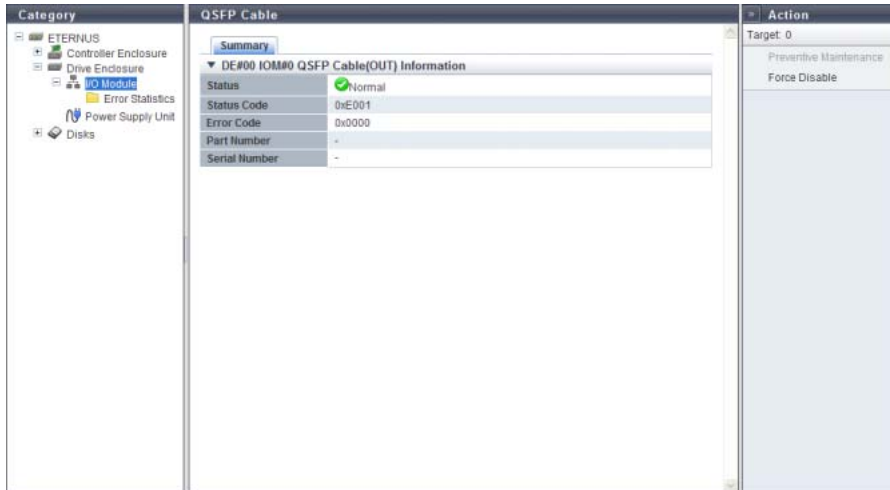 Category
ETERNUS
Controller Enclosure
Drive Enclosure
I/O Module
Error Statistics
Power Supply Unit
Disks
QSFP Cable
Summary
▼ DE#00 IOM#0 QSFP Cable(OUT) Information
Status Normal
Status Code 0xE001
Error Code 0x0000
Part Number -
Serial Number -
» Action
Target: 0
Preventive Maintenance
Force Disable